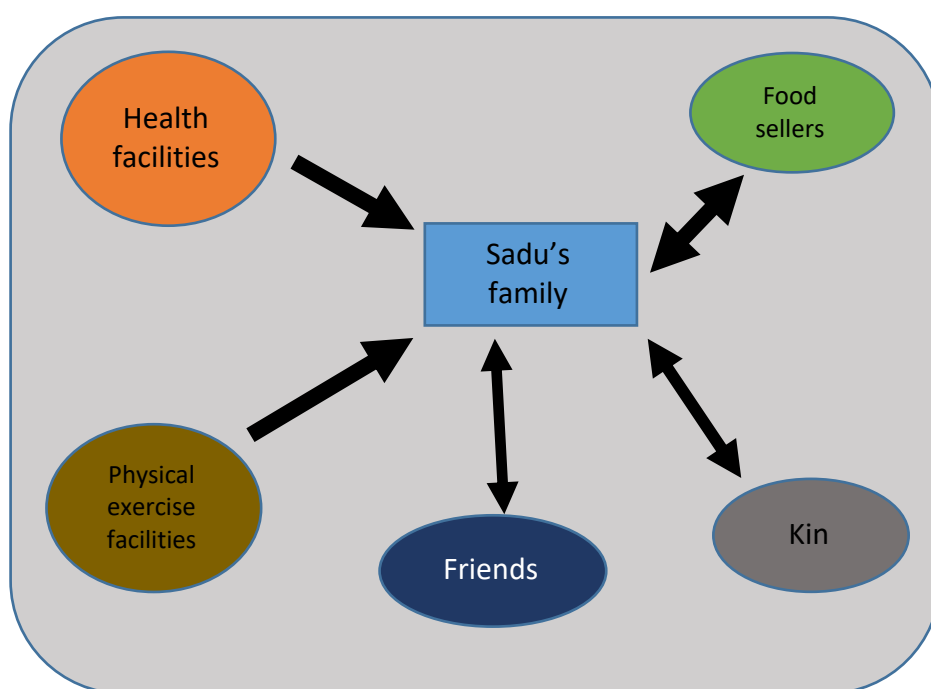 Health
facilities
Food
sellers
Sadu’s
family
Physical
exercise
facilities
Friends
Kin